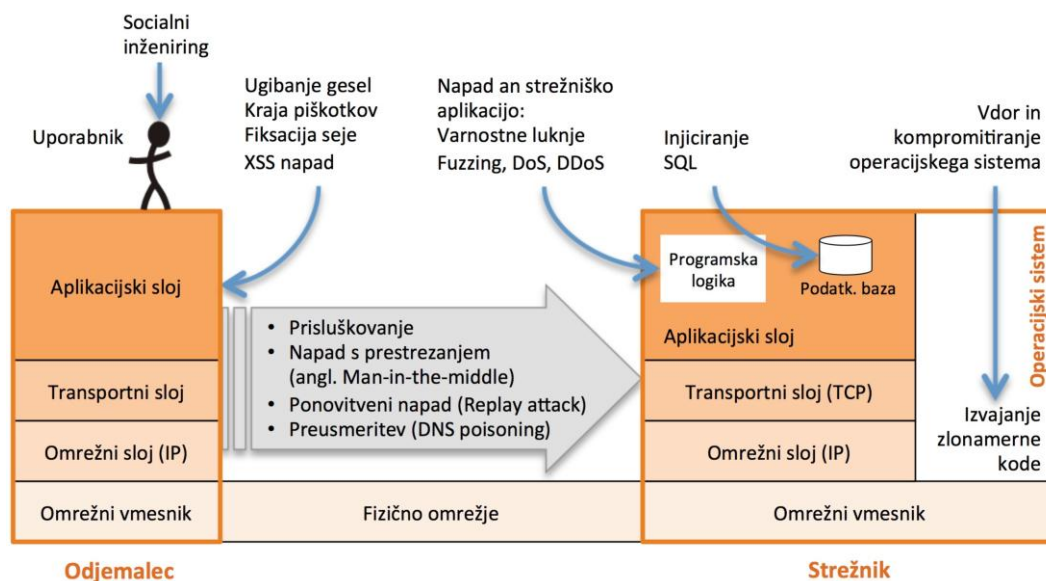 Socialni
inženiring
Uporabnik
Ugibanje gesel
Kraja piškotkov
Fiksacija seje
XSS napad
Napad an strežniško
aplikacijo:
Varnostne luknje
Fuzzing, DoS, DDoS
Injiciranje
SQL
Vdor in
kompromitiranje
operacijskega sistema
Aplikacijski sloj
Transportni sloj
Omrežni sloj (IP)
Omrežni vmesnik
Odjemalec
• Prisluškovanje
• Napad s prestrezanjem
(angl. Man-in-the-middle)
• Ponovitveni napad (Replay attack)
• Preusmeritev (DNS poisoning)
Fizično omrežje
Programska
logika
Podatk. baza
Aplikacijski sloj
Transportni sloj (TCP)
Omrežni sloj (IP)
Omrežni vmesnik
Operacijski sistem
Izvajanje
zlonamerne
kode
Strežnik